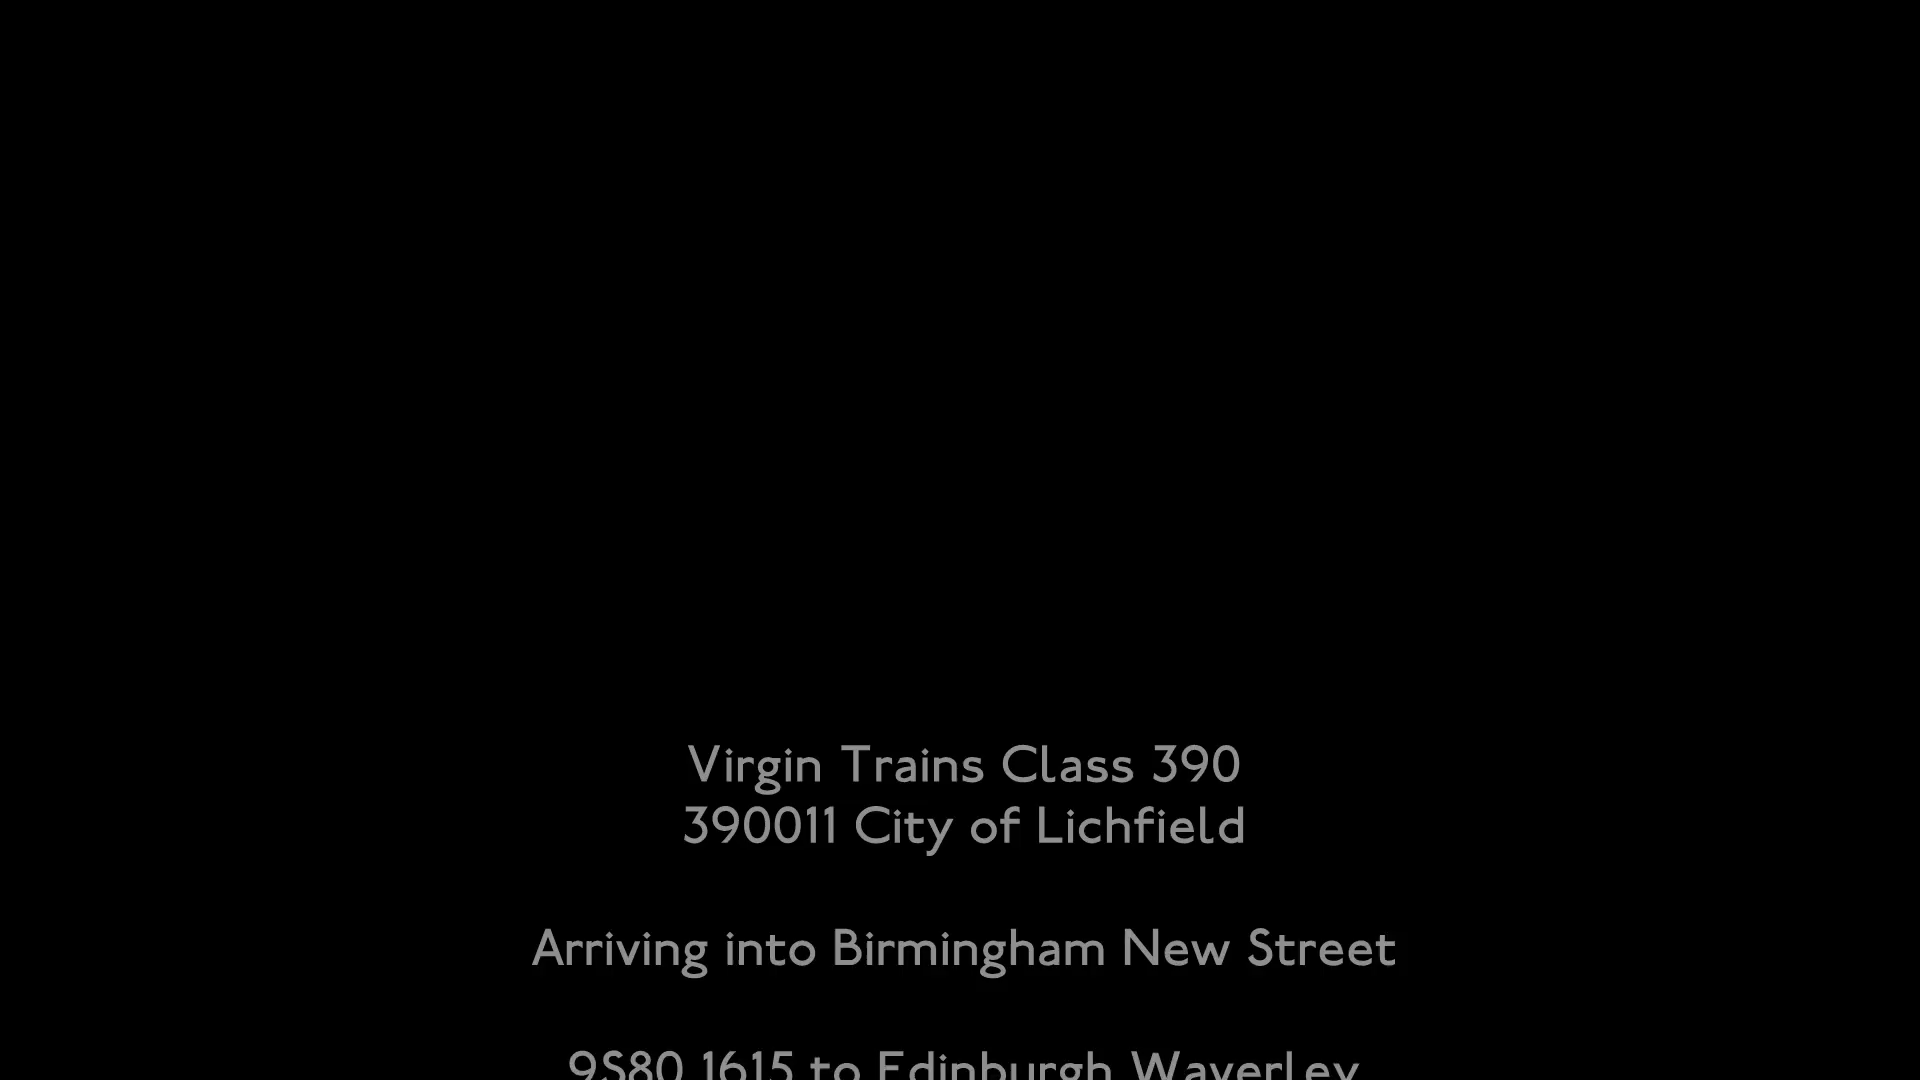 Virgin Trains Class 390
390011 City of Lichfield
Arriving into Birmingham New Street
9S80 1615 to Edinburgh Waverley